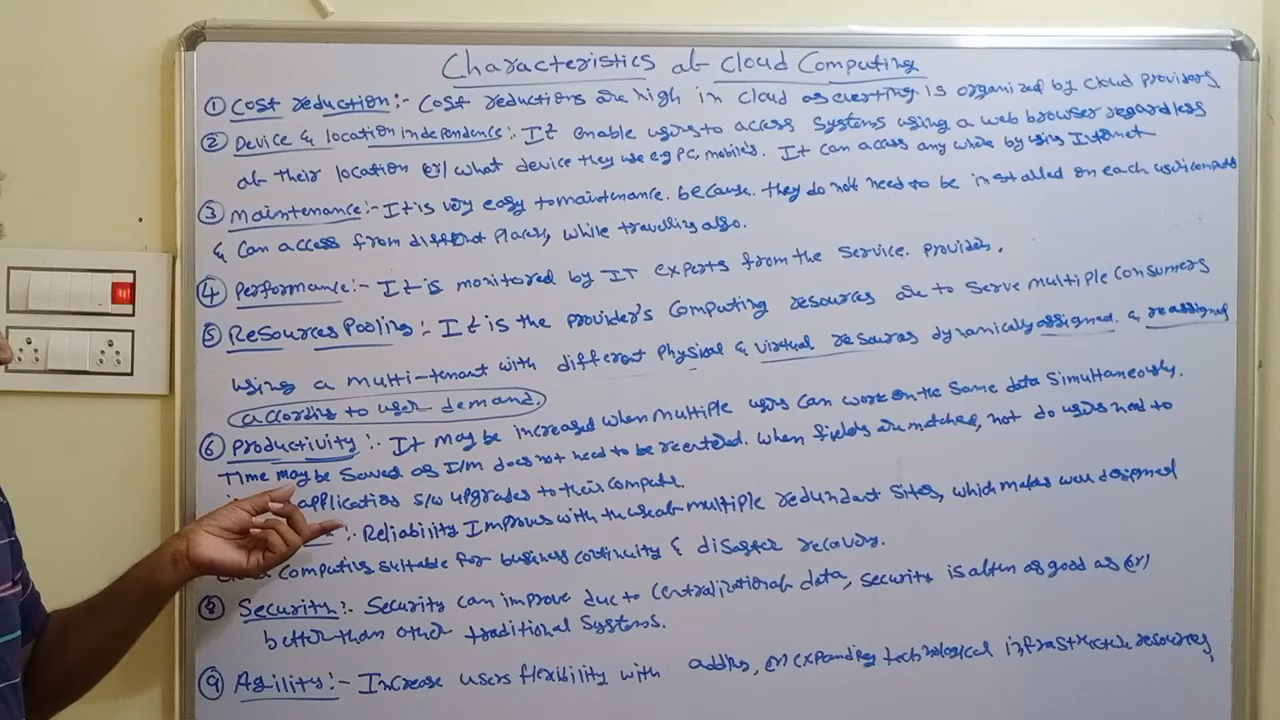 Characteristics of Cloud Computing
① Cost reduction:- Cost reductions are high in cloud as everting is organized by cloud providers
② Device & location independence:- It enable users to access systems using a web browser regardless
of their location (or) what device they use e.g PC, mobiles. It can access any where by using Internet
③ Maintenance:- It is very easy to maintenance. because. they do not need to be installed on each user's
& can access from different places, while travelling also.
④ Performance:- It is monitored by IT experts from the service. provider.
⑤ Resources Pooling:- It is the provider's computing resources are to serve multiple consumers
using a multi-tenant with different physical & virtual resources dynamically assigned. & reassigned
according to user demand.
⑥ Productivity:- It may be increased when multiple users can work on the same data simultaneously.
Time may be saved as I/m does not need to be reentered. when fields are matched, not do users need to
application s/w upgrades to their computer.
:- Reliability Improves with the use of multiple redundant sites, which makes well designed
computing suitable for business continuity & disaster recovery.
⑧ Security:- Security can improve due to centralization of data, security is often as good as (or)
better than other traditional systems.
⑨ Agility:- Increase users flexibility with adding, (or) expanding technological infrastructure resources,